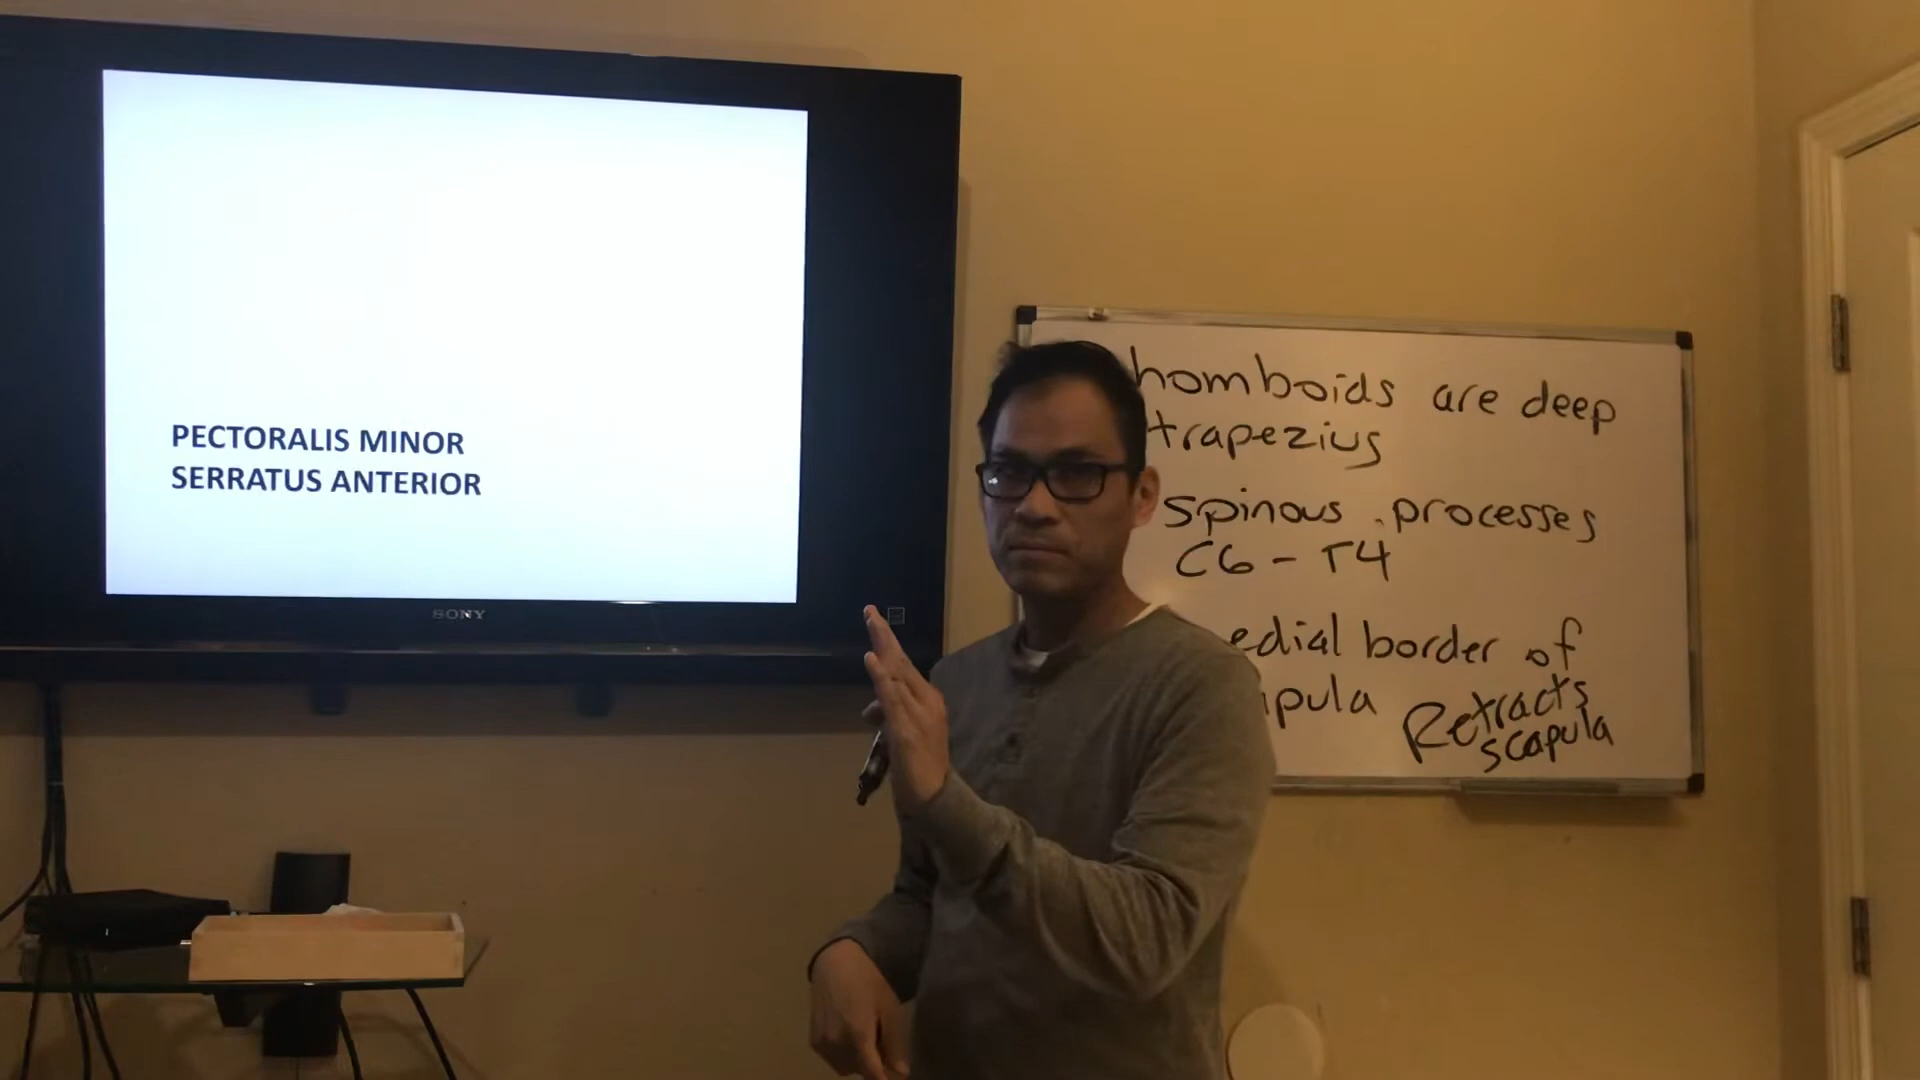 PECTORALIS MINOR
SERRATUS ANTERIOR
SONY
homboids are deep
trapezius
spinous processes
C6 - T4
edial border of
pula
Retracts
scapula